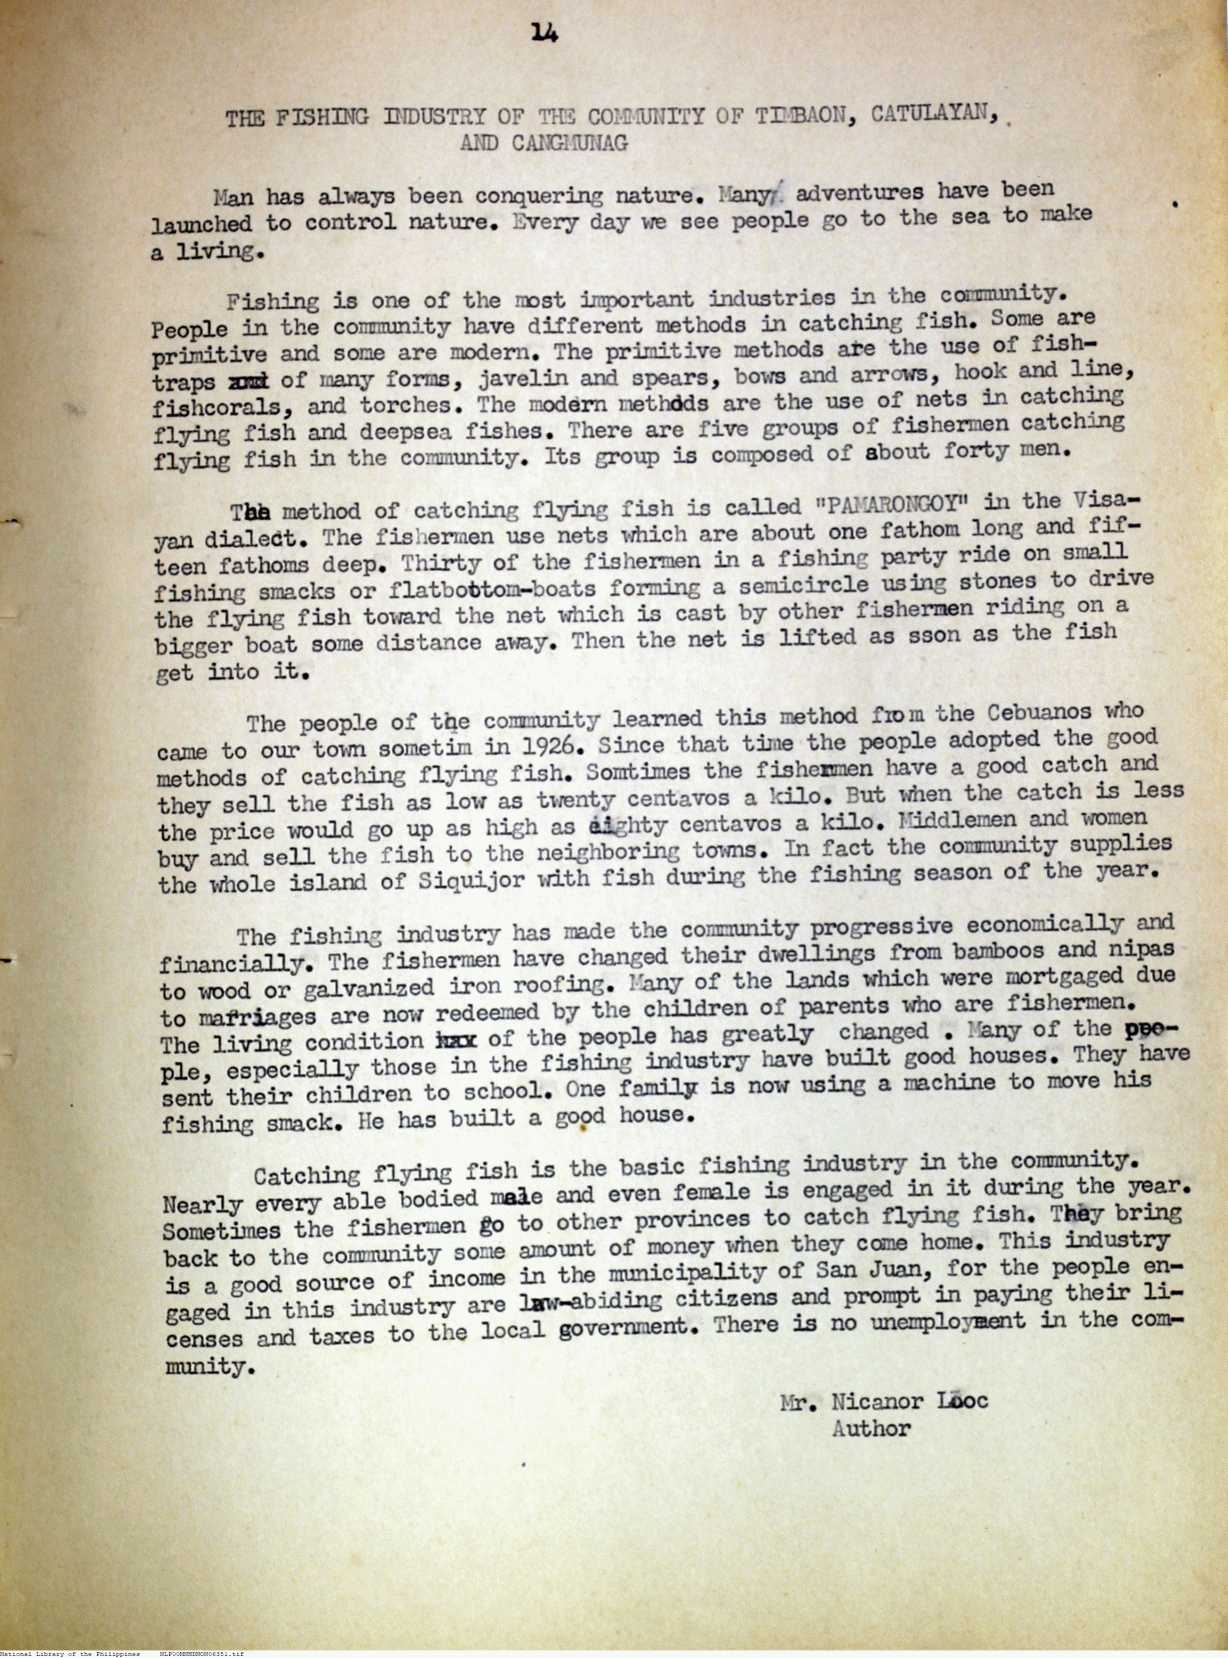 14
THE FISHING INDUSTRY OF THE COMMUNITY OF TIMBAON, CATULAYAN,
AND CANGMUNAG
Man has always been conquering nature. Many adventures have been
launched to control nature. Every day we see people go to the sea to make
a living.
Fishing is one of the most important industries in the community.
People in the community have different methods in catching fish. Some are
primitive and some are modern. The primitive methods are the use of fish-
traps of many forms, javelin and spears, bows and arrows, hook and line,
fishcorals, and torches. The modern methods are the use of nets in catching
flying fish and deepsea fishes. There are five groups of fishermen catching
flying fish in the community. Its group is composed of about forty men.
The method of catching flying fish is called "PAMARONGOY" in the Visa-
yan dialect. The fishermen use nets which are about one fathom long and fif-
teen fathoms deep. Thirty of the fishermen in a fishing party ride on small
fishing smacks or flatbottom-boats forming a semicircle using stones to drive
the flying fish toward the net which is cast by other fishermen riding on a
bigger boat some distance away. Then the net is lifted as sson as the fish
get into it.
The people of the community learned this method from the Cebuanos who
came to our town sometim in 1926. Since that time the people adopted the good
methods of catching flying fish. Somtimes the fishermen have a good catch and
they sell the fish as low as twenty centavos a kilo. But when the catch is less
the price would go up as high as eighty centavos a kilo. Middlemen and women
buy and sell the fish to the neighboring towns. In fact the community supplies
the whole island of Siquijor with fish during the fishing season of the year.
The fishing industry has made the community progressive economically and
financially. The fishermen have changed their dwellings from bamboos and nipas
to wood or galvanized iron roofing. Many of the lands which were mortgaged due
to marriages are now redeemed by the children of parents who are fishermen.
The living condition of the people has greatly changed . Many of the peo-
ple, especially those in the fishing industry have built good houses. They have
sent their children to school. One family is now using a machine to move his
fishing smack. He has built a good house.
Catching flying fish is the basic fishing industry in the community.
Nearly every able bodied male and even female is engaged in it during the year.
Sometimes the fishermen go to other provinces to catch flying fish. They bring
back to the community some amount of money when they come home. This industry
is a good source of income in the municipality of San Juan, for the people en-
gaged in this industry are law-abiding citizens and prompt in paying their li-
censes and taxes to the local government. There is no unemployment in the com-
munity.
Mr. Nicanor Looc
Author
National Library of the Philippines